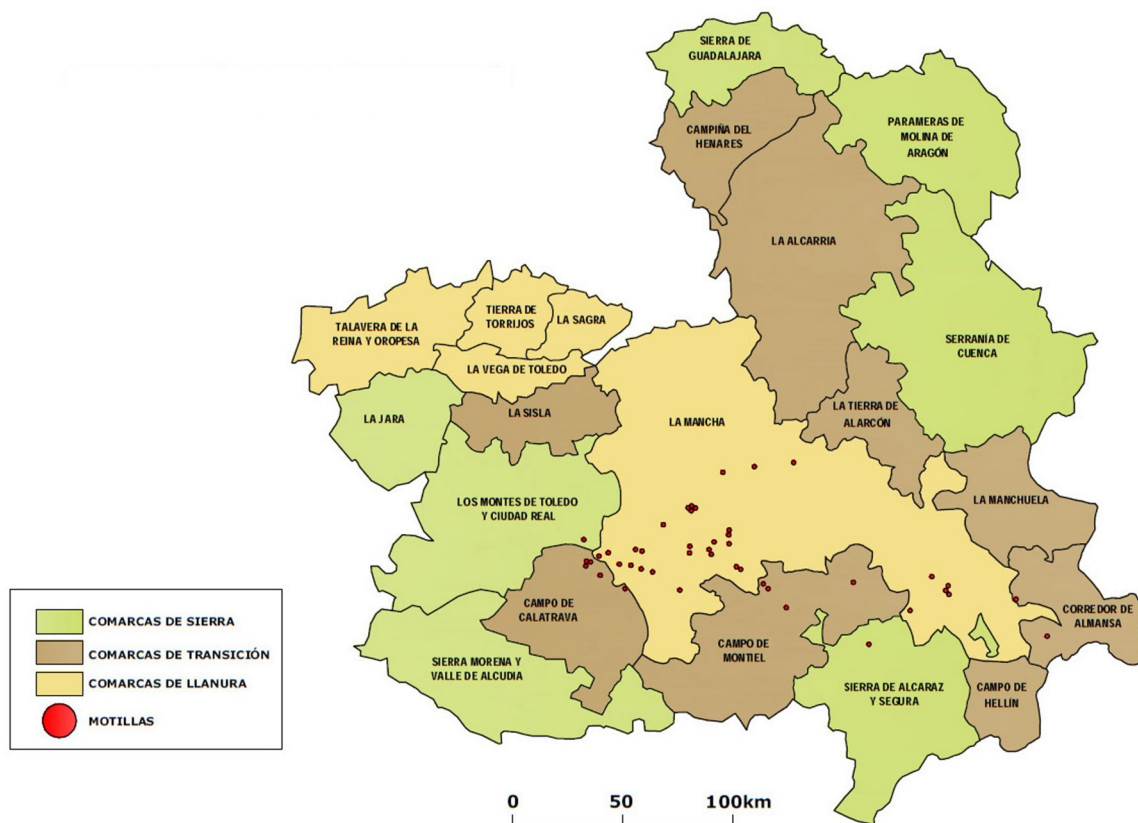 SIERRA DE
GUADALAJARA
PARAMERAS DE
MOLINA DE
ARAGÓN
CAMPIÑA DEL
HENARES
LA ALCARRIA
TALAVERA DE LA
REINA Y OROPESA
TIERRA DE
TORRIJOS
LA SAGRA
SERRANÍA DE
CUENCA
LA VEGA DE TOLEDO
LA JARA
LA SISLA
LA MANCHA
LA TIERRA DE
ALARCÓN
LOS MONTES DE TOLEDO
Y CIUDAD REAL
LA MANCHUELA
CAMPO DE
CALATRAVA
CORREDOR DE
ALMANSA
CAMPO DE
MONTIEL
SIERRA MORENA Y
VALLE DE ALCUDIA
SIERRA DE ALCARAZ
Y SEGURA
CAMPO DE
HELLÍN
COMARCAS DE SIERRA
COMARCAS DE TRANSICIÓN
COMARCAS DE LLANURA
MOTILLAS
0 50 100km